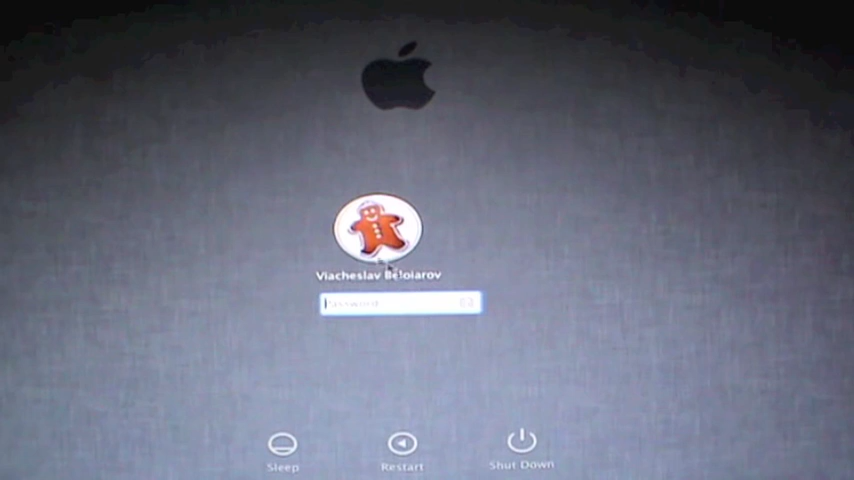 Viacheslav Beloiarov
Password
Sleep
Restart
Shut Down